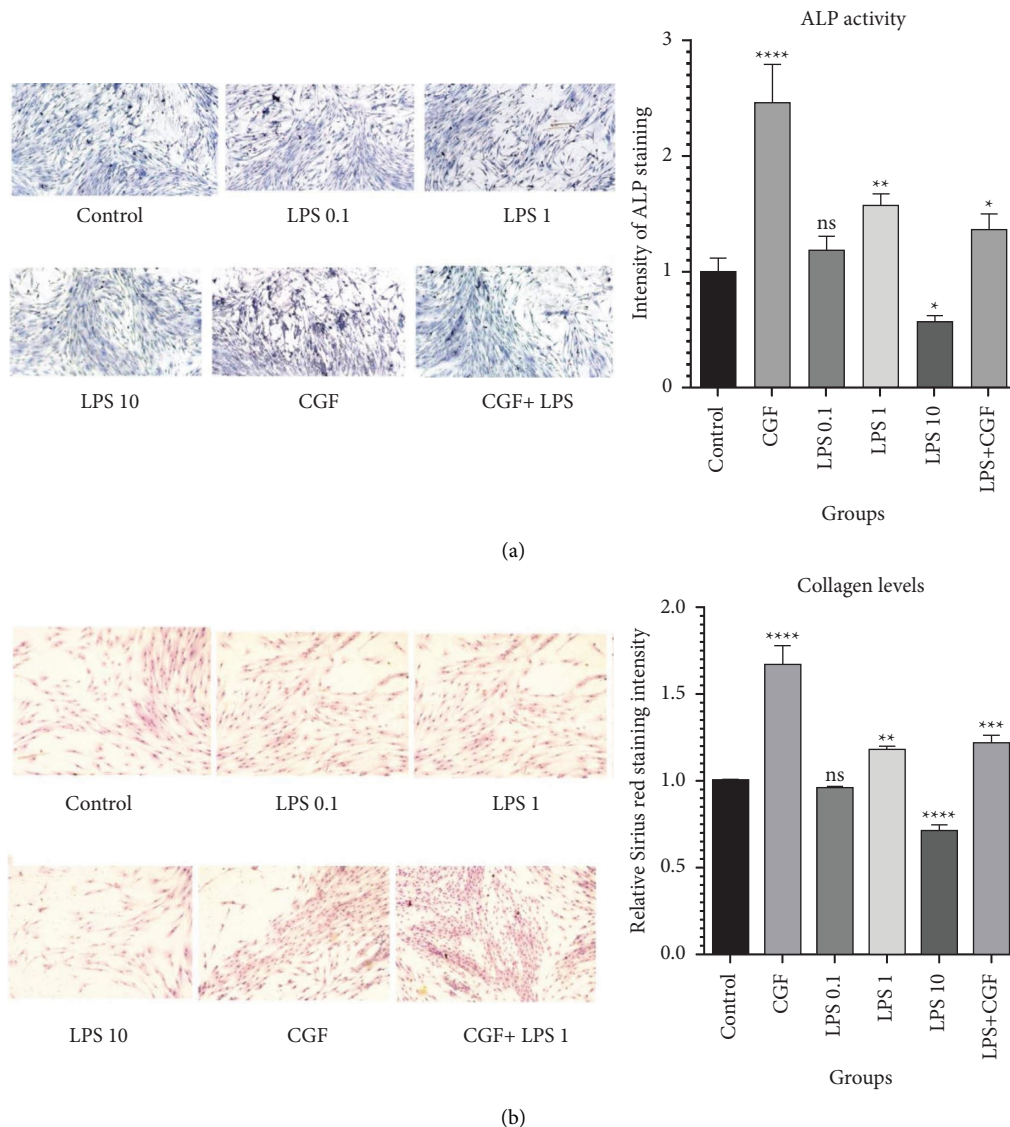 Control
LPS 0.1
LPS 1
LPS 10
CGF
CGF+ LPS
ALP activity
Intensity of ALP staining
3
2
1
0
****
ns
**
*
*
Control
CGF
LPS 0.1
LPS 1
LPS 10
LPS+CGF
Groups
(a)
Control
LPS 0.1
LPS 1
LPS 10
CGF
CGF+ LPS 1
Collagen levels
Relative Sirius red staining intensity
2.0
1.5
1.0
0.5
0.0
****
ns
**
****
***
Control
CGF
LPS 0.1
LPS 1
LPS 10
LPS+CGF
Groups
(b)